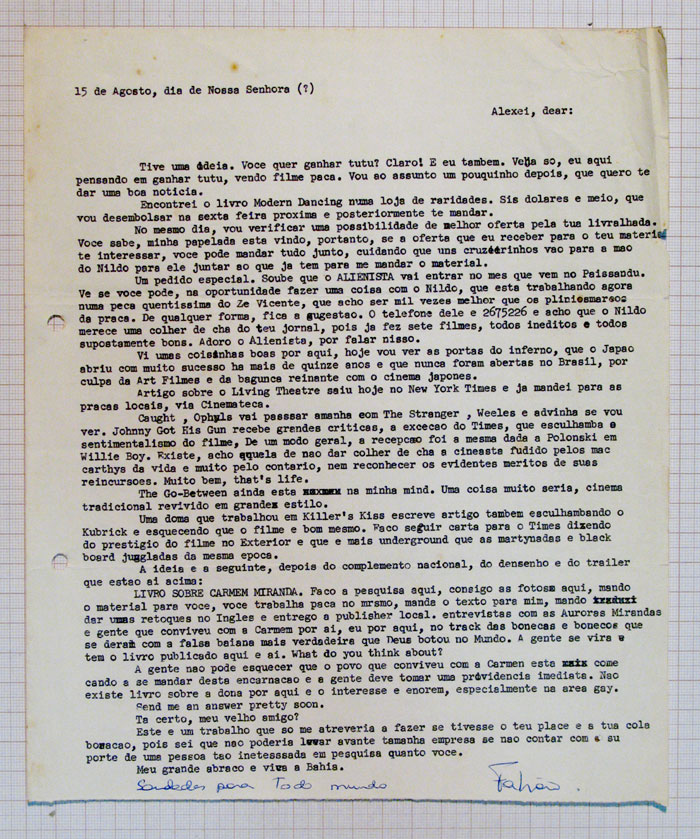 15 de Agosto, dia de Nossa Senhora (?)
Alexei, dear:
Tive uma ideia. Voce quer ganhar tutu? Claro! E eu tambem. Veja so, eu aqui
pensando em ganhar tutu, vendo filme paca. Vou ao assunto um pouquinho depois, que quero te
dar uma boa noticia.
Encontrei o livro Modern Dancing numa loja de raridades. Sis dolares e meio, que
vou desembolsar na sexta feira proxima e posteriormente te mandar.
No mesmo dia, vou verificar uma possibilidade de melhor oferta pela tua livralhada.
Voce sabe, minha papelada esta vindo, portanto, se a oferta que eu receber para o teu materia
te interessar, voce pode mandar tudo junto, cuidando que uns cruzeirinhos vao para a mao
do Nildo para ele juntar ao que ja tem para me mandar o material.
Um pedido especial. Soube que o ALIENISTA vai entrar no mes que vem no Paissandu.
Ve se voce pode, na oportunidade fazer uma coisa com o Nildo, que esta trabalhando agora
numa peca quentissima do Ze Vicente, que acho ser mil vezes melhor que os pliniosmarcos
da praca. De qualquer forma, fica a sugestao. O telefone dele e 2675226 e acho que o Nildo
merece uma colher de cha do teu jornal, pois ja fez sete filmes, todos ineditos e todos
supostamente bons. Adoro o Alienista, por falar nisso.
Vi umas coisinhas boas por aqui, hoje vou ver as portas do inferno, que o Japao
abriu com muito sucesso ha mais de quinze anos e que nunca foram abertas no Brasil, por
culpa da Art Filmes e da bagunca reinante com o cinema japones.
Artigo sobre o Living Theatre saiu hoje no New York Times e ja mandei para as
pracas locais, via Cinemateca.
Caught , Ophuls vai passsar amanha com The Stranger , Weeles e advinha se vou
ver. Johnny Got His Gun recebe grandes criticas, a excecao do Times, que esculhamba o
sentimentalismo do filme, De um modo geral, a recepcao foi a mesma dada a Polonski em
Willie Boy. Existe, acho aquela de nao dar colher de cha a cineasta fudido pelos mac
carthys da vida e muito pelo contario, nem reconhecer os evidentes meritos de suas
reincursoes. Muito bem, that's life.
The Go-Between ainda esta xxxxxx na minha mind. Uma coisa muito seria, cinema
tradicional revivido em grandex estilo.
Uma doma que trabalhou em Killer's Kiss escreve artigo tambem esculhambando o
Kubrick e esquecendo que o filme e bom mesmo. Faco seguir carta para o Times dizendo
do prestigio do filme no Exterior e que e mais underground que as martynadas e black
board jungladas da mesma epoca.
A ideia e a seguinte, depois do complemento nacional, do densenho e do trailer
que estao ai acima:
LIVRO SOBRE CARMEM MIRANDA. Faco a pesquisa aqui, consigo as fotosm aqui, mando
o material para voce, voce trabalha paca no mrsmo, manda o texto para mim, mando
dar umas retoques no Ingles e entrego a publisher local. entrevistas com as Auroras Mirandas
e gente que conviveu com a Carmem por ai, eu por aqui, no track das bonecas e bonecos que
se deram com a falsa baiana mais verdadeira que Deus botou no Mundo. A gente se vira e
tem o livro publicado aqui e ai. What do you think about?
A gente nao pode esquecer que o povo que conviveu com a Carmen esta xxix come
cando a se mandar desta encarnacao e a gente deve tomar uma providencia imediata. Nao
existe livro sobre a dona por aqui e o interesse e enorem, especialmente na area gay.
Send me an answer pretty soon.
Ta certo, meu velho amigo?
Este e um trabalho que so me atreveria a fazer se tivesse o teu place e a tua cola
boracao, pois sei que nao poderia levar avante tamanha empresa se nao contar com o su
porte de uma pessoa tao inetesssada em pesquisa quanto voce.
Meu grande abraco e viva a Bahia.
Saudades para Todo mundo
Fabiano.